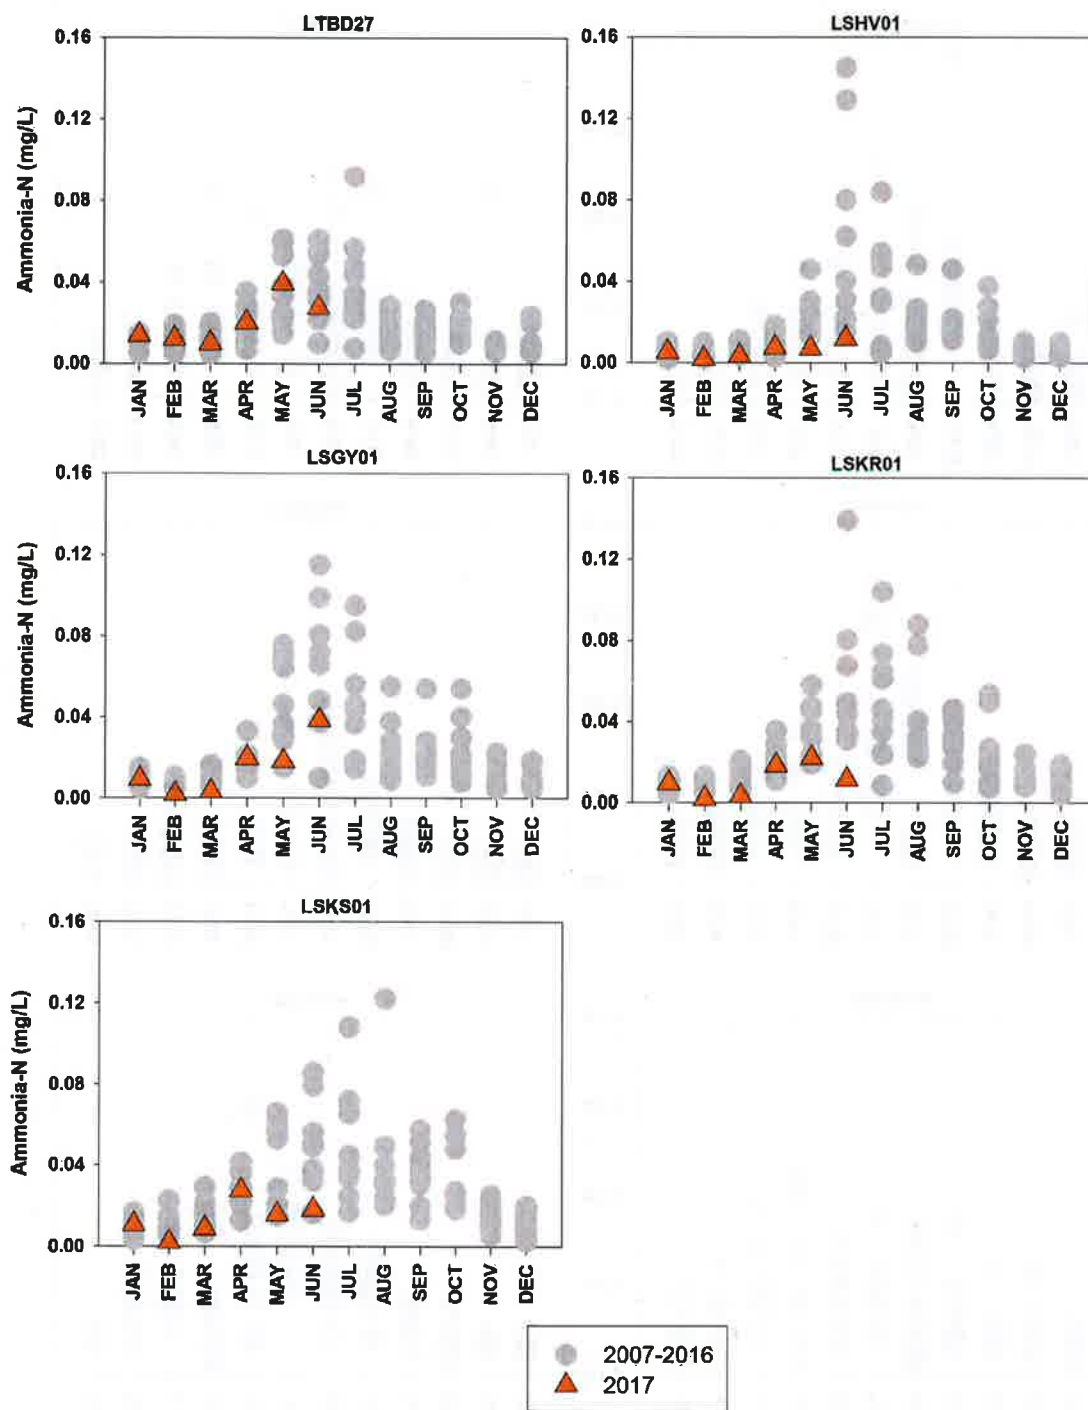 LTBD27
Ammonia-N (mg/L)
0.16
0.12
0.08
0.04
0.00
JAN FEB MAR APR MAY JUN JUL AUG SEP OCT NOV DEC
LSHV01
0.16
0.12
0.08
0.04
0.00
JAN FEB MAR APR MAY JUN JUL AUG SEP OCT NOV DEC
LSGY01
Ammonia-N (mg/L)
0.16
0.12
0.08
0.04
0.00
JAN FEB MAR APR MAY JUN JUL AUG SEP OCT NOV DEC
LSKR01
0.16
0.12
0.08
0.04
0.00
JAN FEB MAR APR MAY JUN JUL AUG SEP OCT NOV DEC
LSKS01
Ammonia-N (mg/L)
0.16
0.12
0.08
0.04
0.00
JAN FEB MAR APR MAY JUN JUL AUG SEP OCT NOV DEC
2007-2016
2017